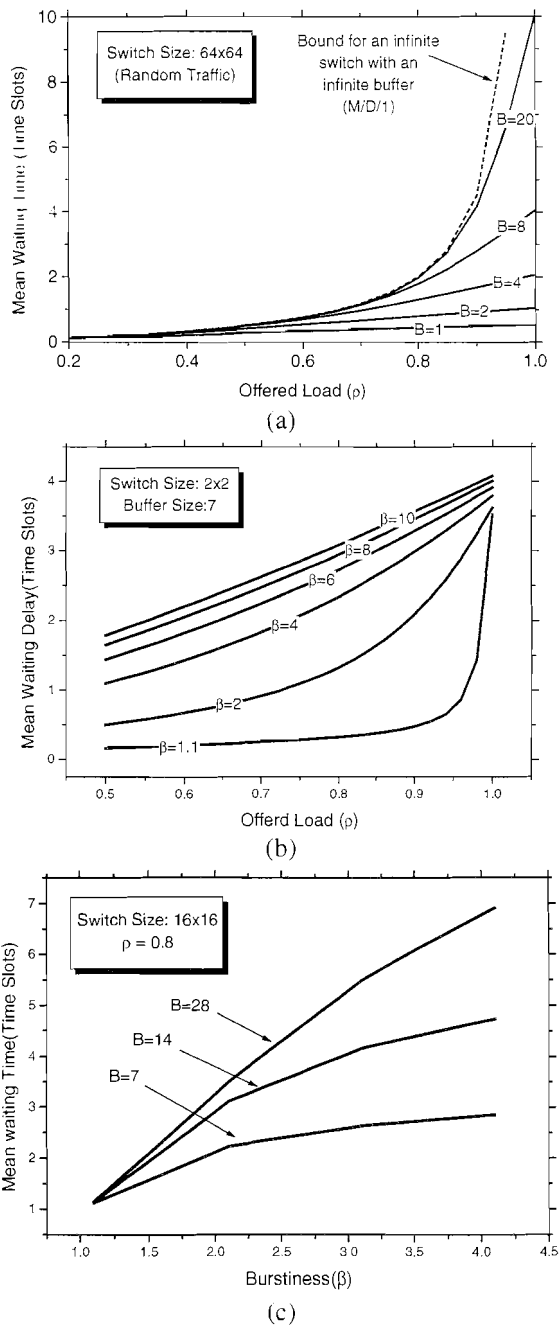 10
8
6
4
2
0
Mean Waiting Time (Time Slots)
Switch Size: 64x64
(Random Traffic)
Bound for an infinite
switch with an
infinite buffer
(M/D/1)
B=20
B=8
B=4
B=2
B=1
0.2 0.4 0.6 0.8 1.0
Offered Load (ρ)
(a)
4
3
2
1
0
Mean Waiting Delay(Time Slots)
Switch Size: 2x2
Buffer Size:7
β=10
β=8
β=6
β=4
β=2
β=1.1
0.5 0.6 0.7 0.8 0.9 1.0
Offerd Load (ρ)
(b)
7
6
5
4
3
2
1
Mean waiting Time(Time Slots)
Switch Size: 16x16
ρ = 0.8
B=28
B=14
B=7
1.0 1.5 2.0 2.5 3.0 3.5 4.0 4.5
Burstiness(β)
(c)